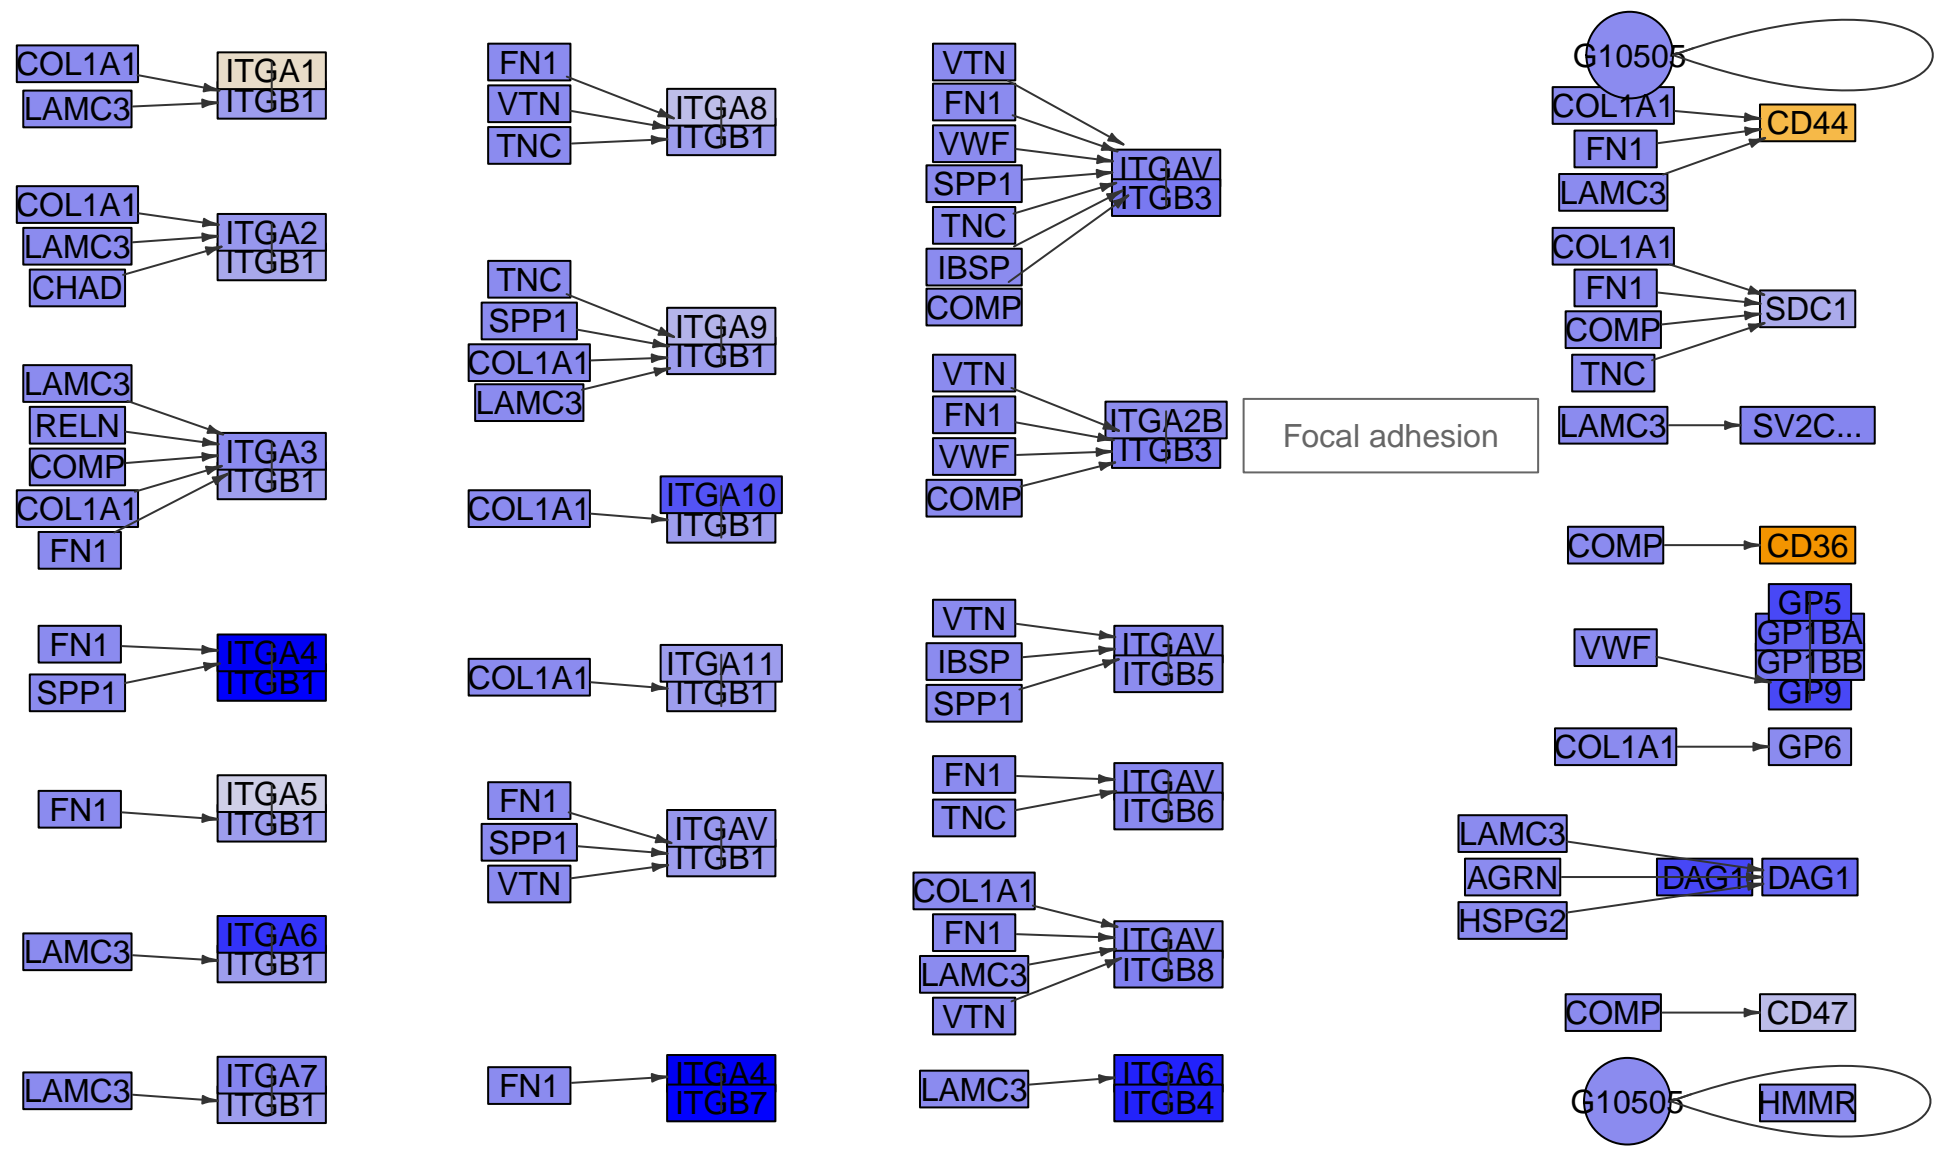 COL1A1
LAMC3
ITGA1
ITGB1
COL1A1
LAMC3
CHAD
ITGA2
ITGB1
LAMC3
RELN
COMP
COL1A1
FN1
ITGA3
ITGB1
FN1
SPP1
ITGA4
ITGB1
FN1
ITGA5
ITGB1
LAMC3
ITGA6
ITGB1
LAMC3
ITGA7
ITGB1
FN1
VTN
TNC
ITGA8
ITGB1
TNC
SPP1
COL1A1
LAMC3
ITGA9
ITGB1
COL1A1
ITGA10
ITGB1
COL1A1
ITGA11
ITGB1
FN1
SPP1
VTN
ITGAV
ITGB1
FN1
ITGA4
ITGB7
VTN
FN1
VWF
SPP1
TNC
IBSP
COMP
ITGAV
ITGB3
VTN
FN1
VWF
COMP
ITGA2B
ITGB3
Focal adhesion
VTN
IBSP
SPP1
ITGAV
ITGB5
FN1
TNC
ITGAV
ITGB6
COL1A1
FN1
LAMC3
VTN
ITGAV
ITGB8
LAMC3
ITGA6
ITGB4
G10505
COL1A1
FN1
LAMC3
CD44
COL1A1
FN1
COMP
TNC
SDC1
LAMC3
SV2C...
COMP
CD36
VWF
GP5
GP1BA
GP1BB
GP9
COL1A1
GP6
LAMC3
AGRN
HSPG2
DAG1
DAG1
COMP
CD47
G10505
HMMR